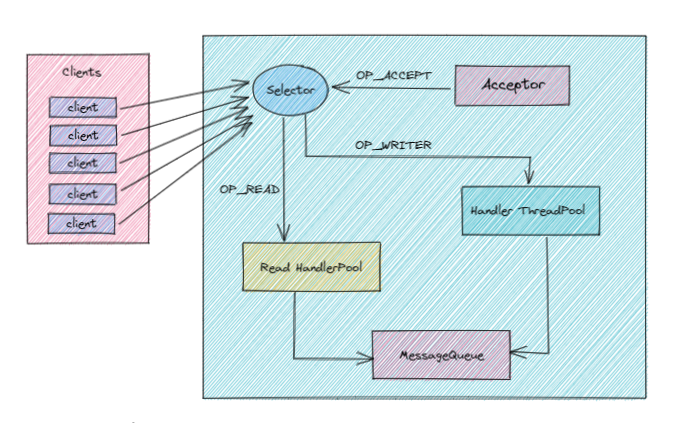 Clients
client
client
client
client
client
Selector
OP_ACCEPT
Acceptor
OP_WRITER
OP_READ
Handler ThreadPool
Read HandlerPool
MessageQueue